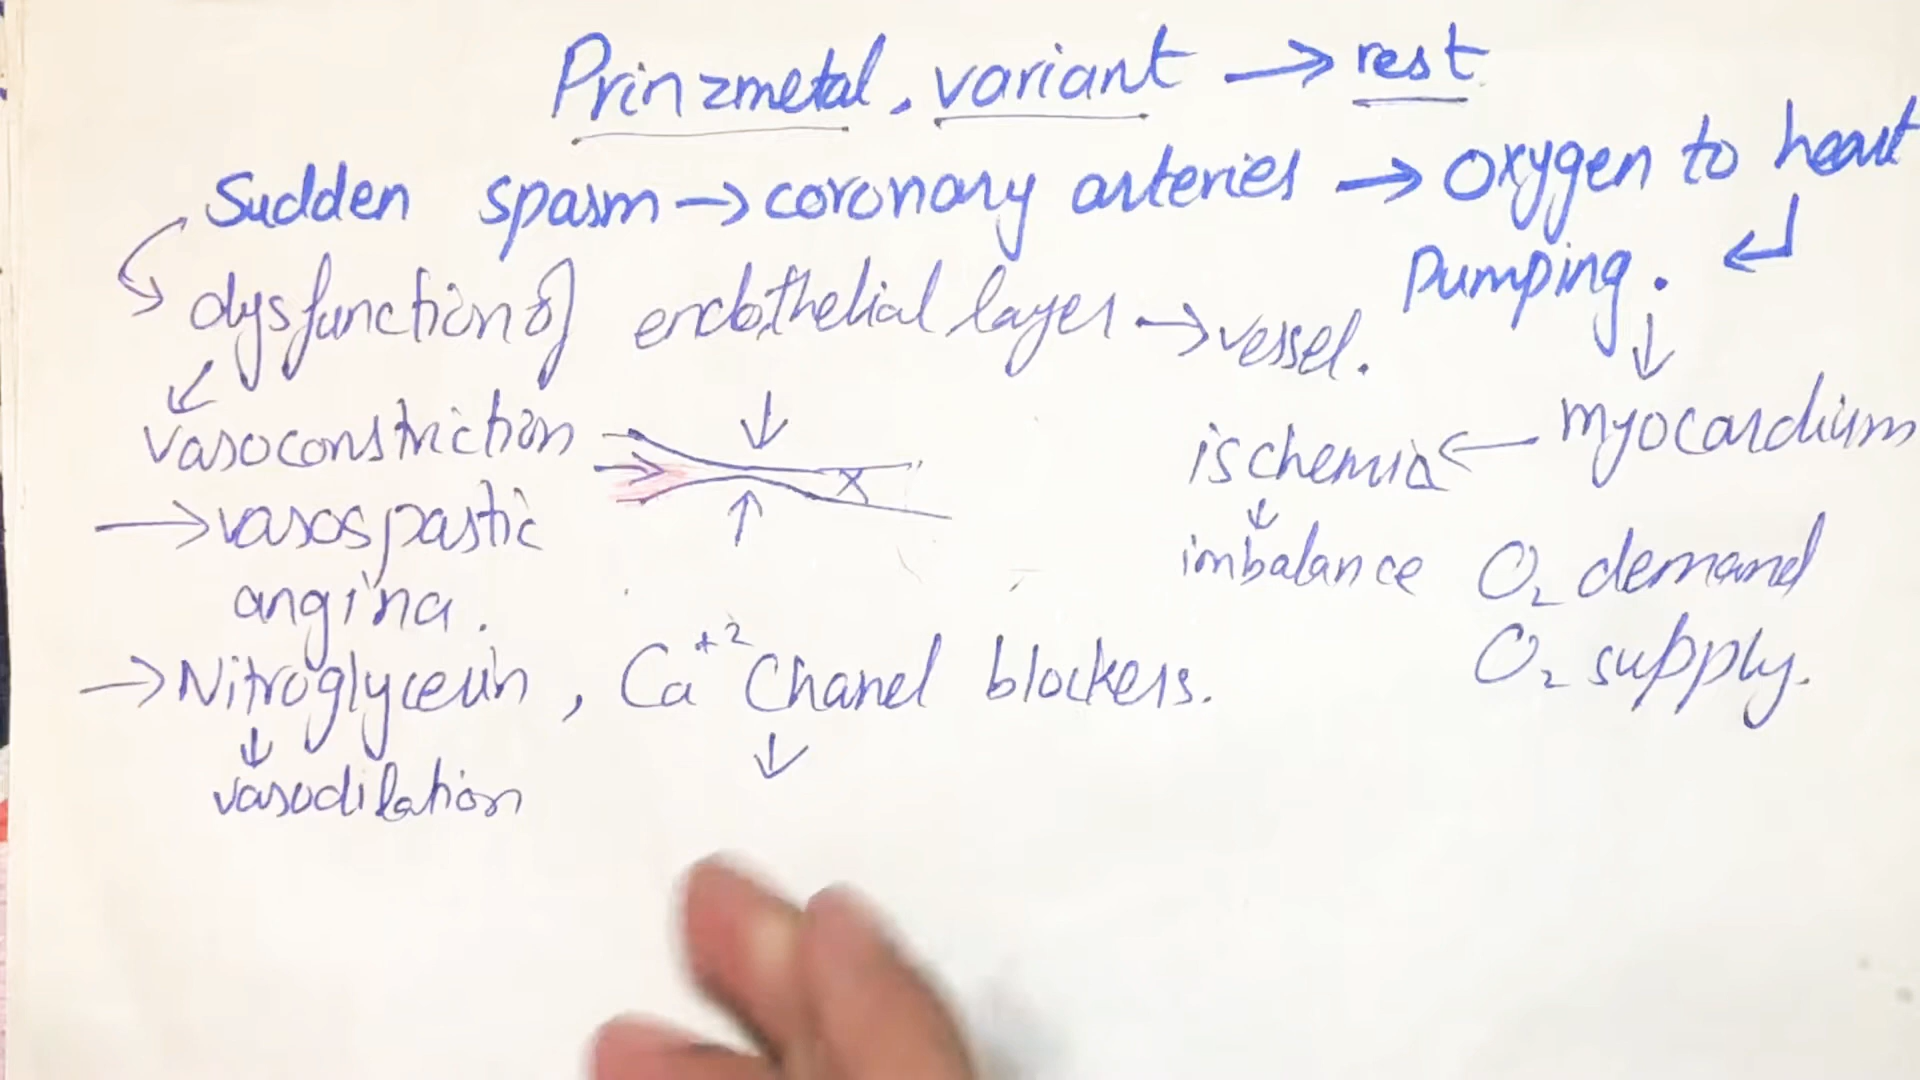 Prinzmetal. variant → rest
Sudden spasm → coronary arteries → Oxygen to heart
Pumping.
dysfunction of endothelial layer → vessel.
vasoconstriction
ischemia ← myocardium
→ vasospastic
angina.
imbalance O₂ demand
O₂ supply.
→ Nitroglycerin, Ca⁺² Chanel blockers.
↓ ↓
vasodilation